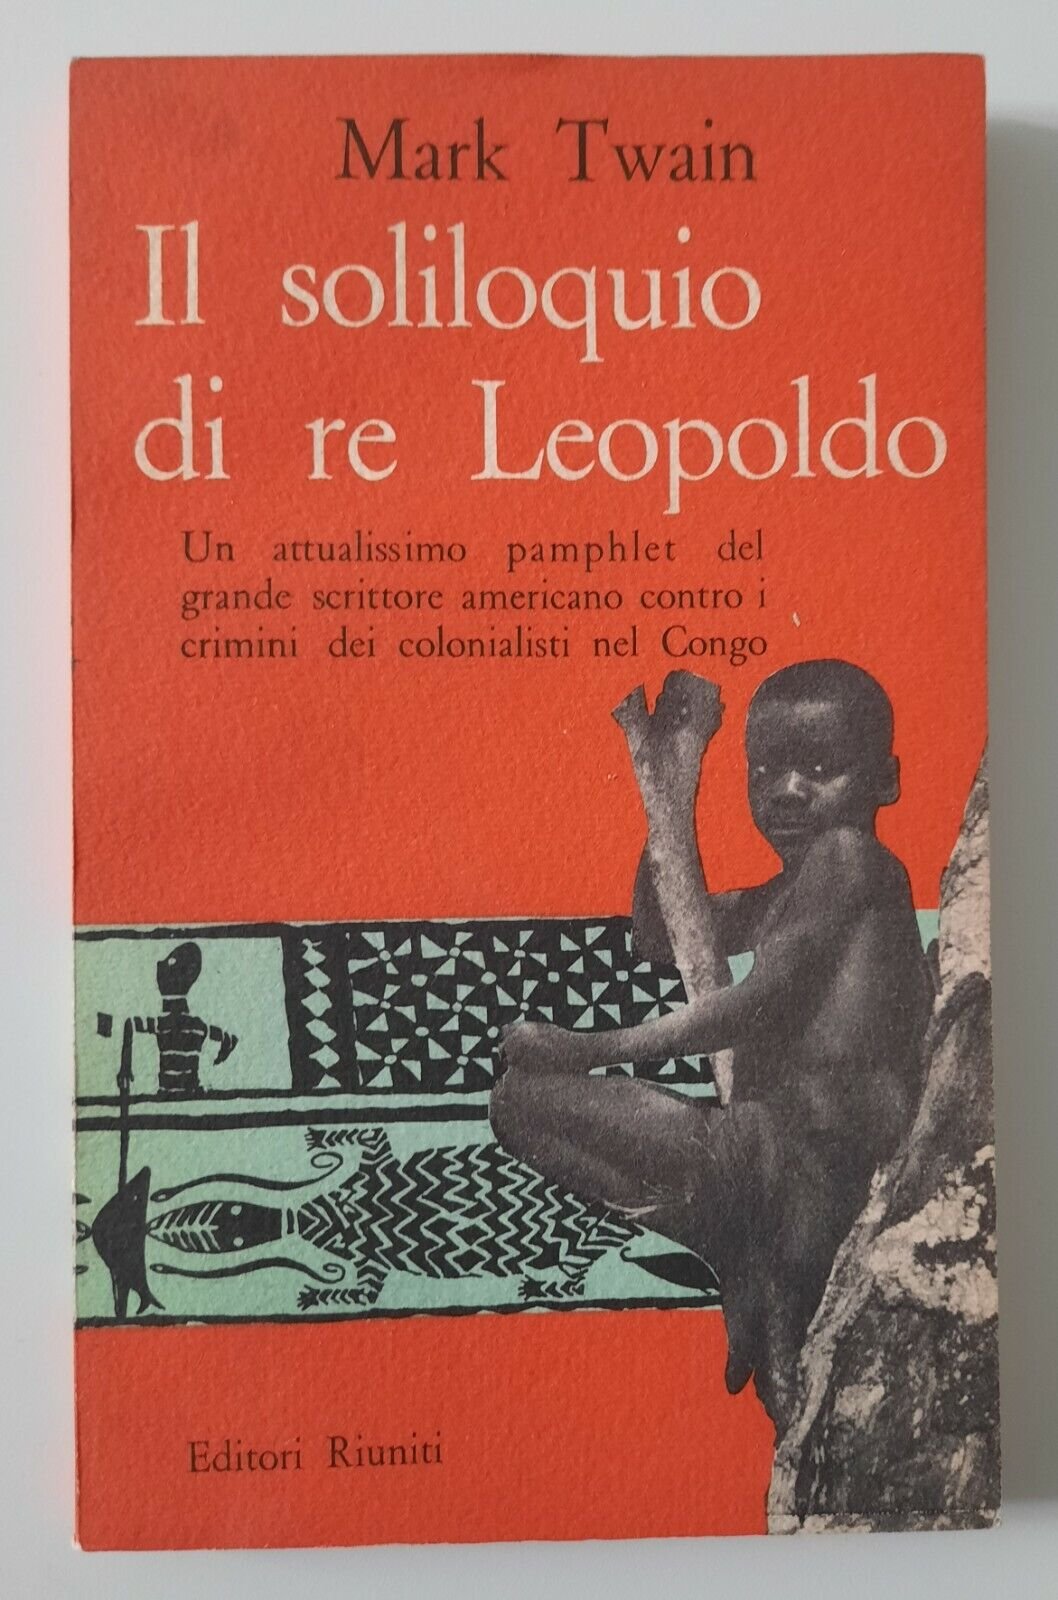 Mark Twain
Il soliloquio
di re Leopoldo
Un attualissimo pamphlet del
grande scrittore americano contro i
crimini dei colonialisti nel Congo
Editori Riuniti